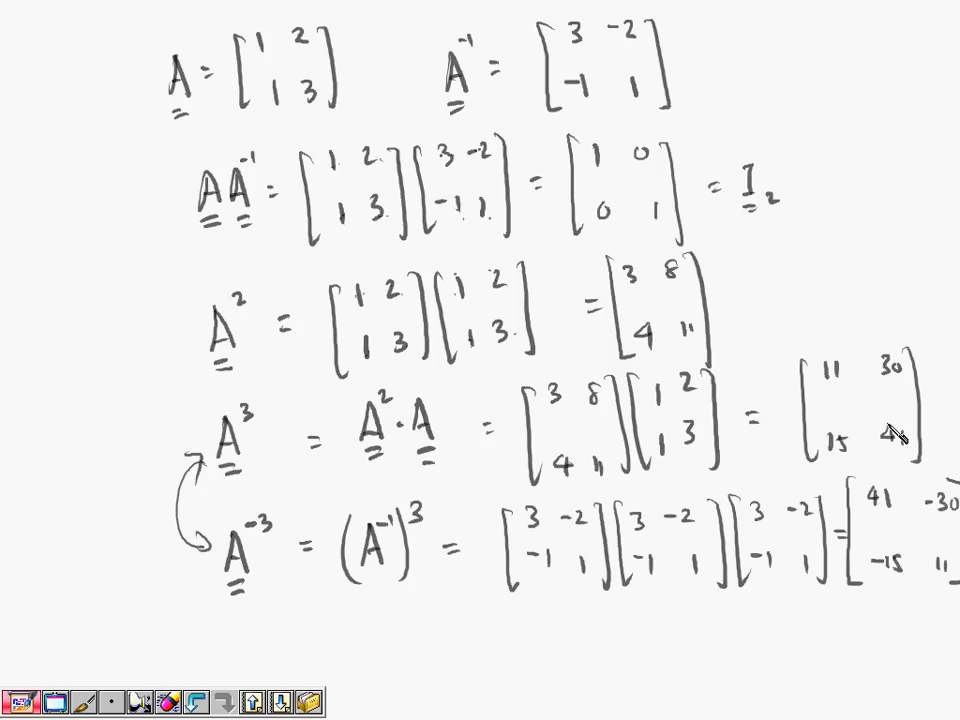 A = [1 2 1 3] A^-1 = [3 -2 -1 1]
AA^-1 = [1 2 1 3][3 -2 -1 1] = [1 0 0 1] = I_2
A^2 = [1 2 1 3][1 2 1 3] = [3 8 4 11]
A^3 = A^2 · A = [3 8 4 11][1 2 1 3] = [11 30 15 4]
A^-3 = (A^-1)^3 = [3 -2 -1 1][3 -2 -1 1][3 -2 -1 1] = [41 -30 -15 11]